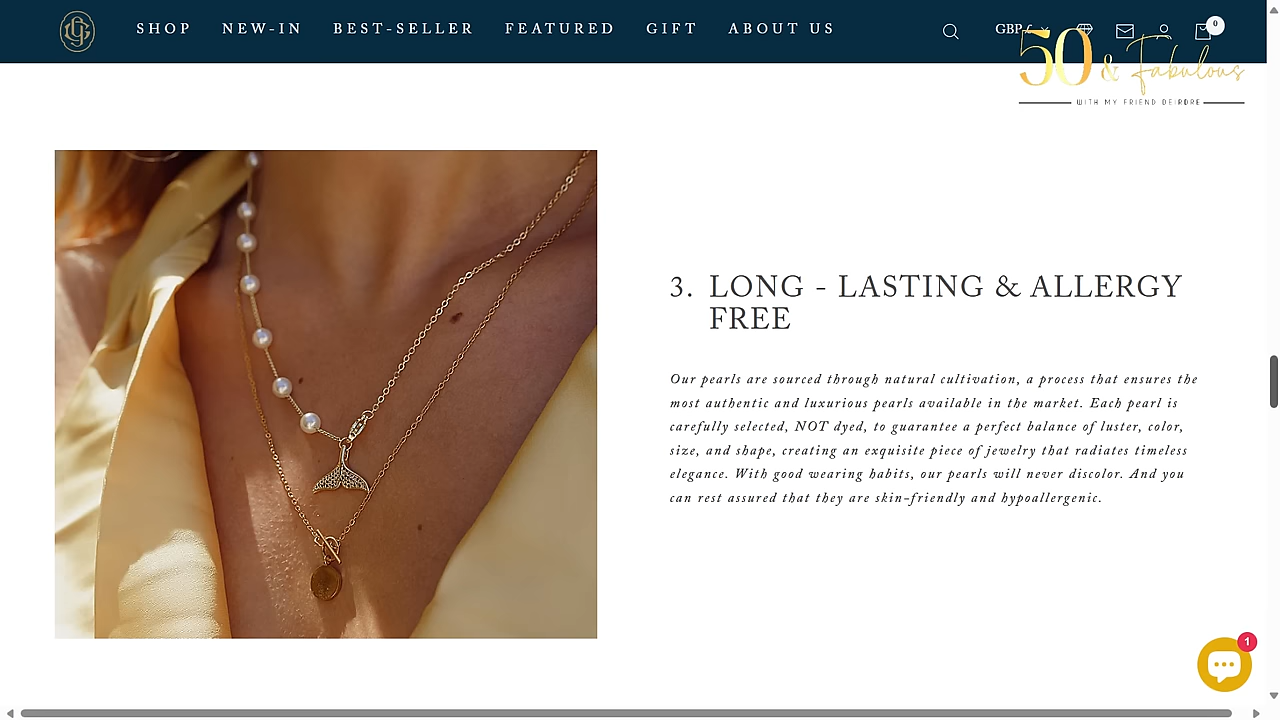 SHOP NEW-IN BEST-SELLER FEATURED GIFT ABOUT US
GBP £
0
50 & Fabulous
WITH MY FRIEND DEIRDRE
3. LONG - LASTING & ALLERGY
FREE
Our pearls are sourced through natural cultivation, a process that ensures the
most authentic and luxurious pearls available in the market. Each pearl is
carefully selected, NOT dyed, to guarantee a perfect balance of luster, color,
size, and shape, creating an exquisite piece of jewelry that radiates timeless
elegance. With good wearing habits, our pearls will never discolor. And you
can rest assured that they are skin-friendly and hypoallergenic.
1